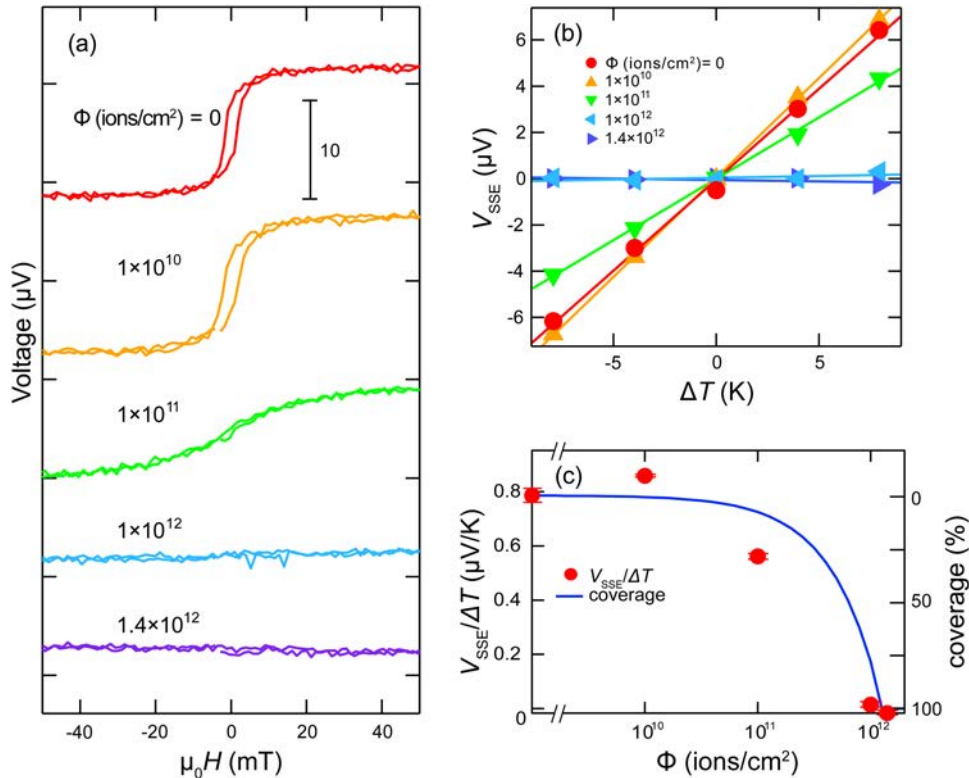 (a)
Φ (ions/cm²) = 0
10
1×10¹⁰
1×10¹¹
1×10¹²
1.4×10¹²
Voltage (µV)
-40
-20
0
20
40
µ₀H (mT)
(b)
Φ (ions/cm²)= 0
1×10¹⁰
1×10¹¹
1×10¹²
1.4×10¹²
6
4
2
0
-2
-4
-6
V_SSE (µV)
-5
0
5
ΔT (K)
(c)
0.8
0.6
0.4
0.2
0
V_SSE/ΔT (µV/K)
V_SSE/ΔT
coverage
0
50
100
coverage (%)
10¹⁰
10¹¹
10¹²
Φ (ions/cm²)